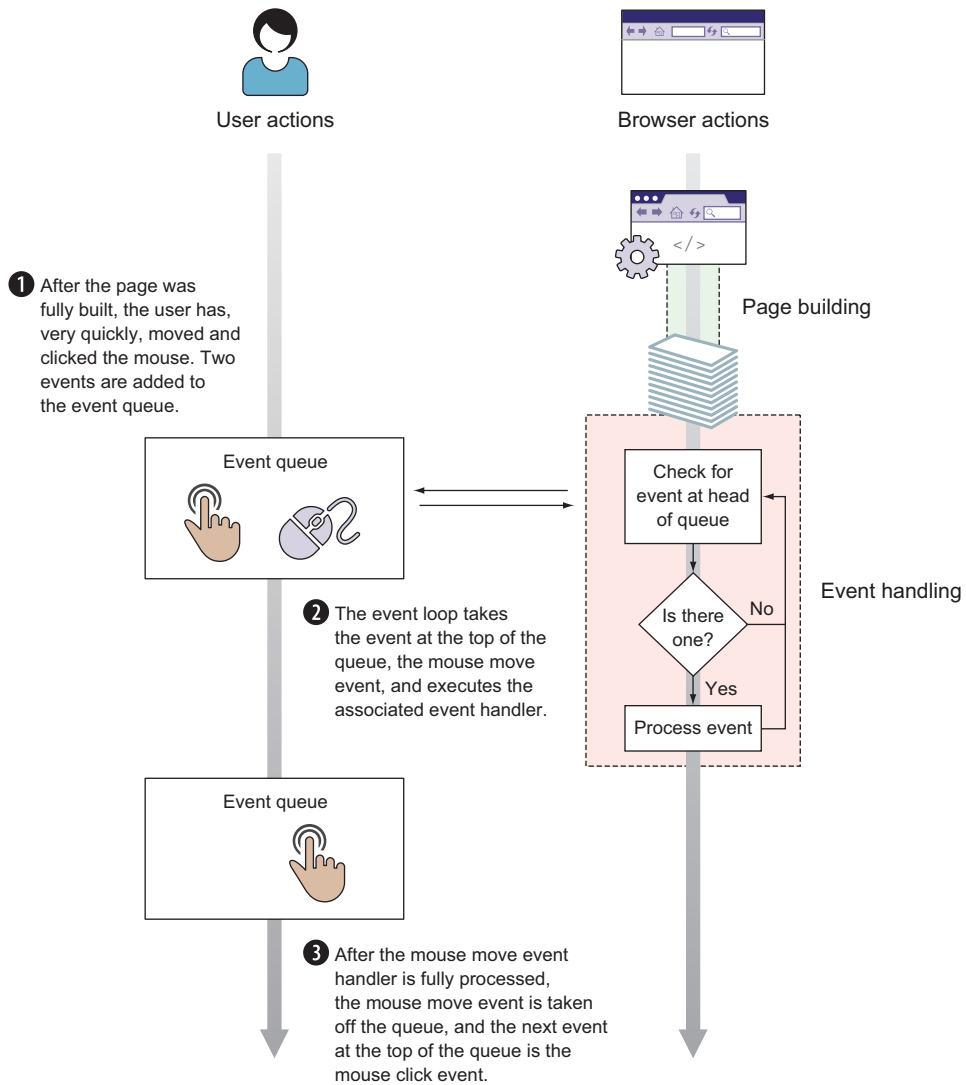 User actions
Browser actions
</>
Page building
1 After the page was
fully built, the user has,
very quickly, moved and
clicked the mouse. Two
events are added to
the event queue.
Event queue
Check for
event at head
of queue
Event handling
Is there
one?
No
Yes
Process event
2 The event loop takes
the event at the top of the
queue, the mouse move
event, and executes the
associated event handler.
Event queue
3 After the mouse move event
handler is fully processed,
the mouse move event is taken
off the queue, and the next event
at the top of the queue is the
mouse click event.